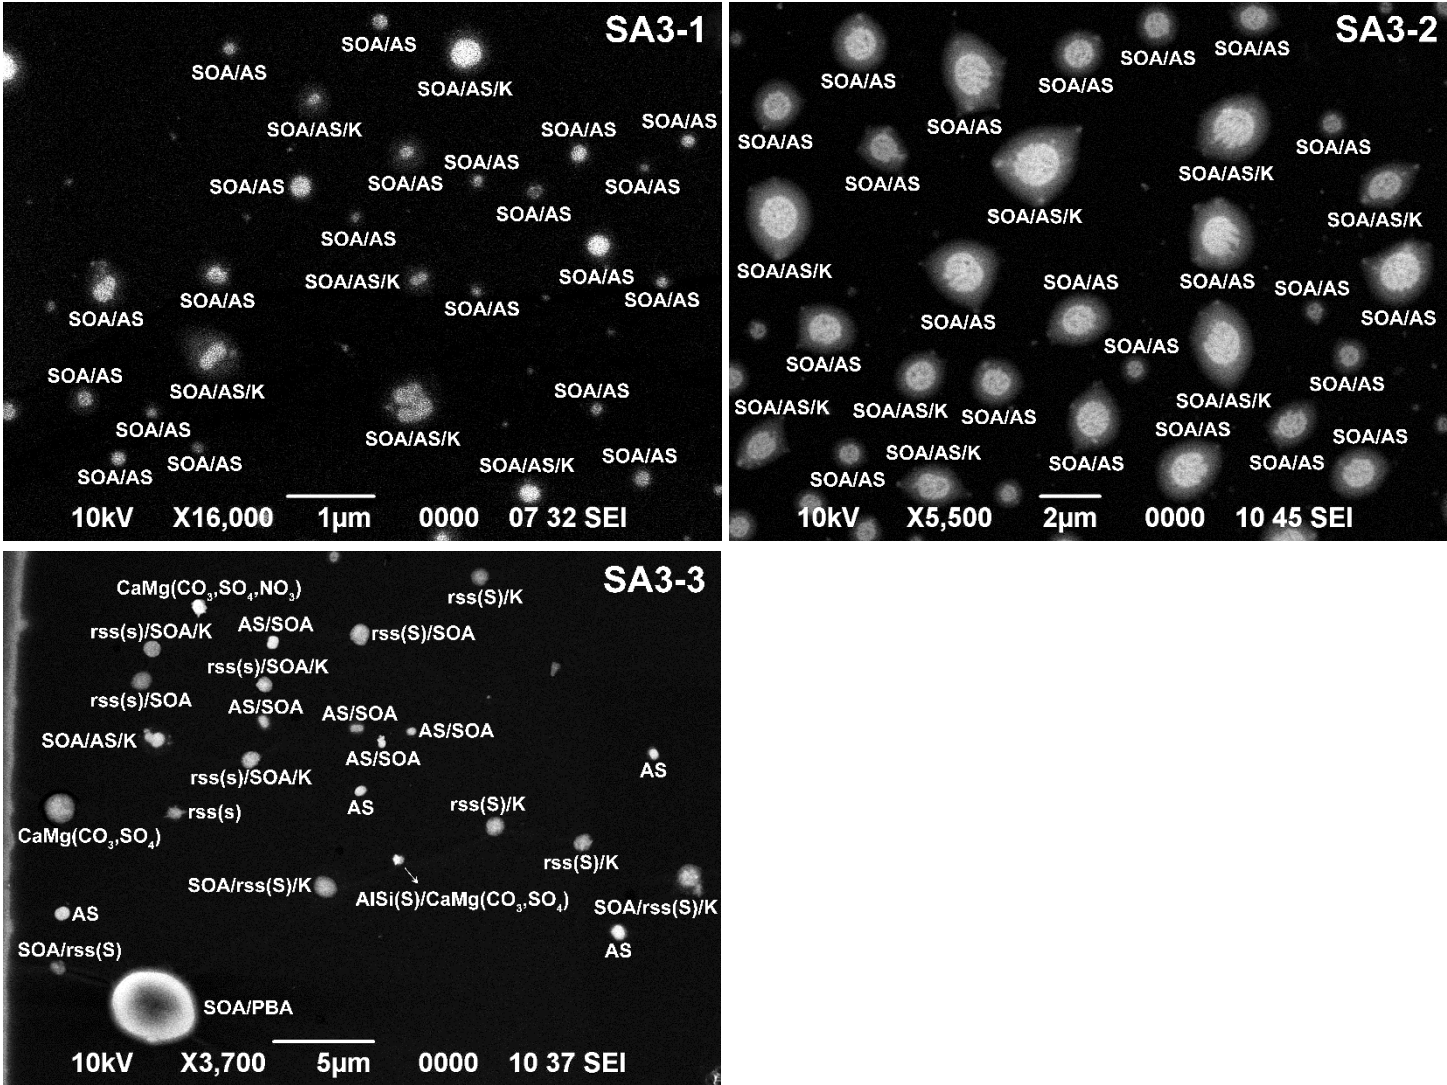 SA3-1
SOA/AS
SOA/AS
SOA/AS/K
SOA/AS/K
SOA/AS
SOA/AS
SOA/AS
SOA/AS
SOA/AS
SOA/AS
SOA/AS
SOA/AS
SOA/AS
SOA/AS
SOA/AS/K
SOA/AS
SOA/AS
SOA/AS
SOA/AS
SOA/AS
SOA/AS/K
SOA/AS
SOA/AS
SOA/AS
SOA/AS/K
SOA/AS
SOA/AS
SOA/AS/K
SOA/AS
10kV X16,000 1µm 0000 07 32 SEI
SA3-2
SOA/AS
SOA/AS
SOA/AS
SOA/AS
SOA/AS
SOA/AS
SOA/AS
SOA/AS
SOA/AS/K
SOA/AS
SOA/AS/K
SOA/AS/K
SOA/AS/K
SOA/AS
SOA/AS
SOA/AS
SOA/AS
SOA/AS
SOA/AS
SOA/AS
SOA/AS
SOA/AS
SOA/AS/K
SOA/AS/K
SOA/AS/K
SOA/AS
SOA/AS
SOA/AS
SOA/AS/K
SOA/AS
SOA/AS
SOA/AS
10kV X5,500 2µm 0000 10 45 SEI
SA3-3
CaMg(CO₃,SO₄,NO₃)
rss(S)/K
rss(s)/SOA/K
AS/SOA
rss(S)/SOA
rss(s)/SOA/K
rss(s)/SOA
AS/SOA
AS/SOA
AS/SOA
SOA/AS/K
AS/SOA
AS
rss(s)/SOA/K
AS
rss(S)/K
rss(s)
CaMg(CO₃,SO₄)
rss(S)/K
SOA/rss(S)/K
AlSi(S)/CaMg(CO₃,SO₄)
SOA/rss(S)/K
AS
SOA/rss(S)
AS
SOA/PBA
10kV X3,700 5µm 0000 10 37 SEI